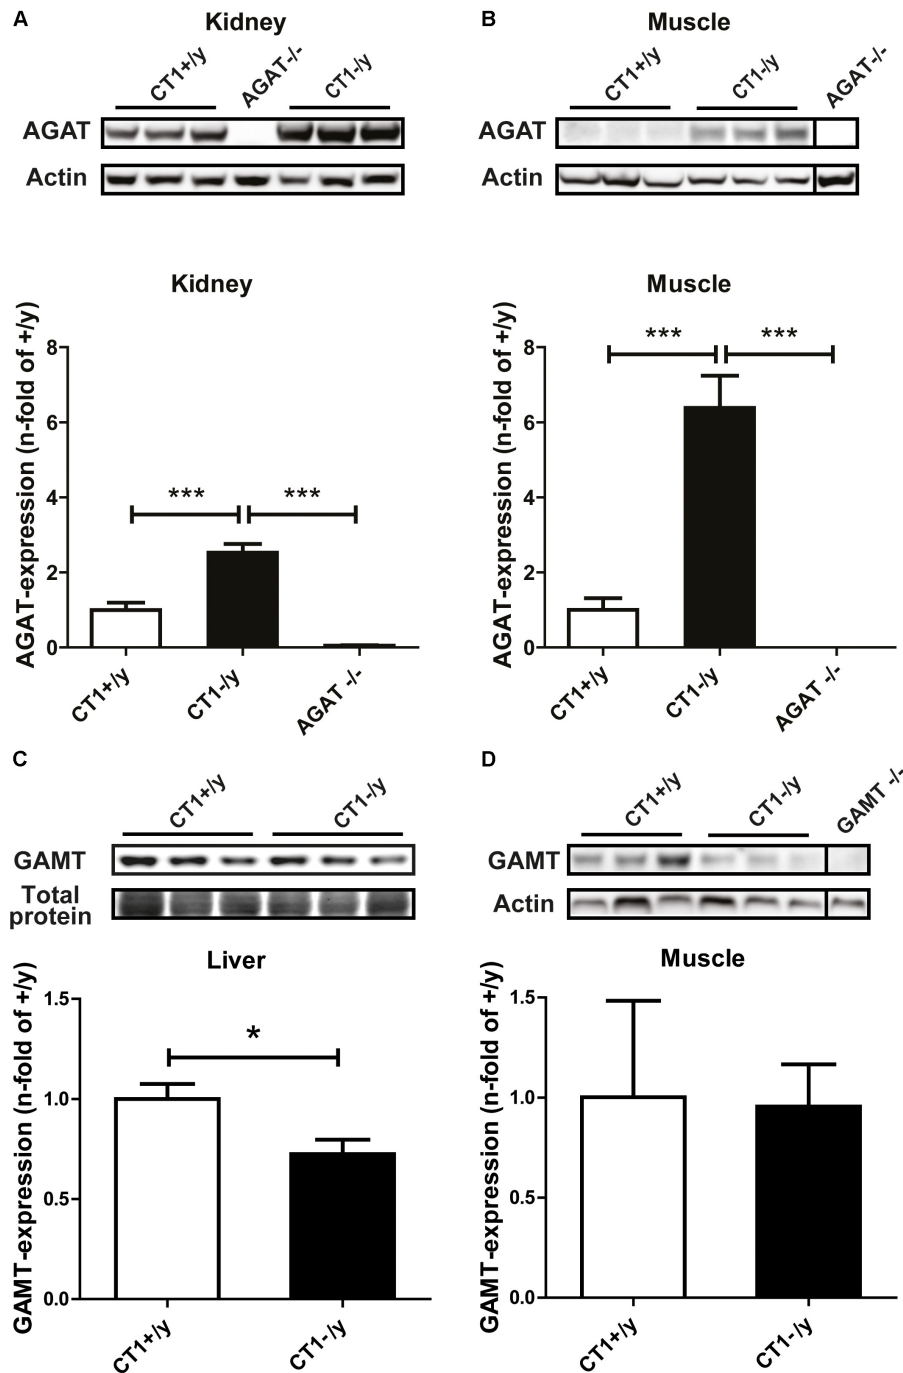 A
Kidney
CT1+/y
AGAT-/-
CT1-/y
AGAT
Actin
Kidney
AGAT-expression (n-fold of +/y)
8
6
4
2
0
***
***
CT1+/y
CT1-/y
AGAT -/-
B
Muscle
CT1+/y
CT1-/y
AGAT-/-
AGAT
Actin
Muscle
AGAT-expression (n-fold of +/y)
8
6
4
2
0
***
***
CT1+/y
CT1-/y
AGAT -/-
C
CT1+/y
CT1-/y
GAMT
Total
protein
Liver
GAMT-expression (n-fold of +/y)
1.5
1.0
0.5
0.0
*
CT1+/y
CT1-/y
D
CT1+/y
CT1-/y
GAMT -/-
GAMT
Actin
Muscle
GAMT-expression (n-fold of +/y)
1.5
1.0
0.5
0.0
CT1+/y
CT1-/y